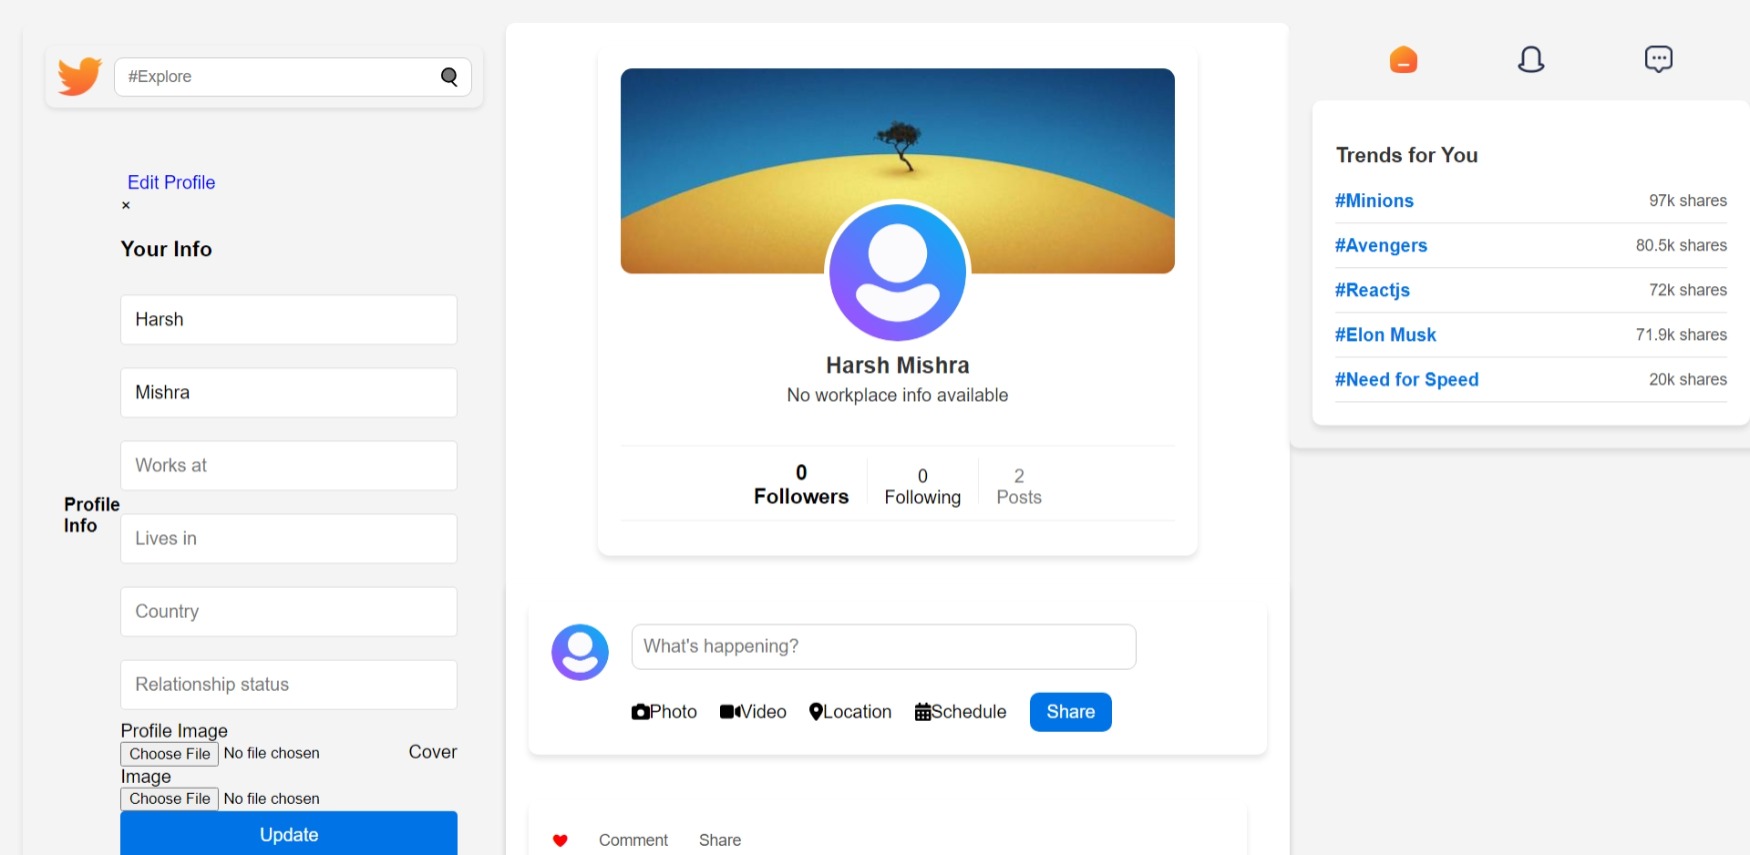 #Explore
Edit Profile
×
Your Info
Harsh
Mishra
Works at
Profile
Info
Lives in
Country
Relationship status
Profile Image
Choose File No file chosen Cover
Image
Choose File No file chosen
Update
Harsh Mishra
No workplace info available
0
Followers
0
Following
2
Posts
What's happening?
Photo Video Location Schedule Share
Comment Share
Trends for You
#Minions 97k shares
#Avengers 80.5k shares
#Reactjs 72k shares
#Elon Musk 71.9k shares
#Need for Speed 20k shares